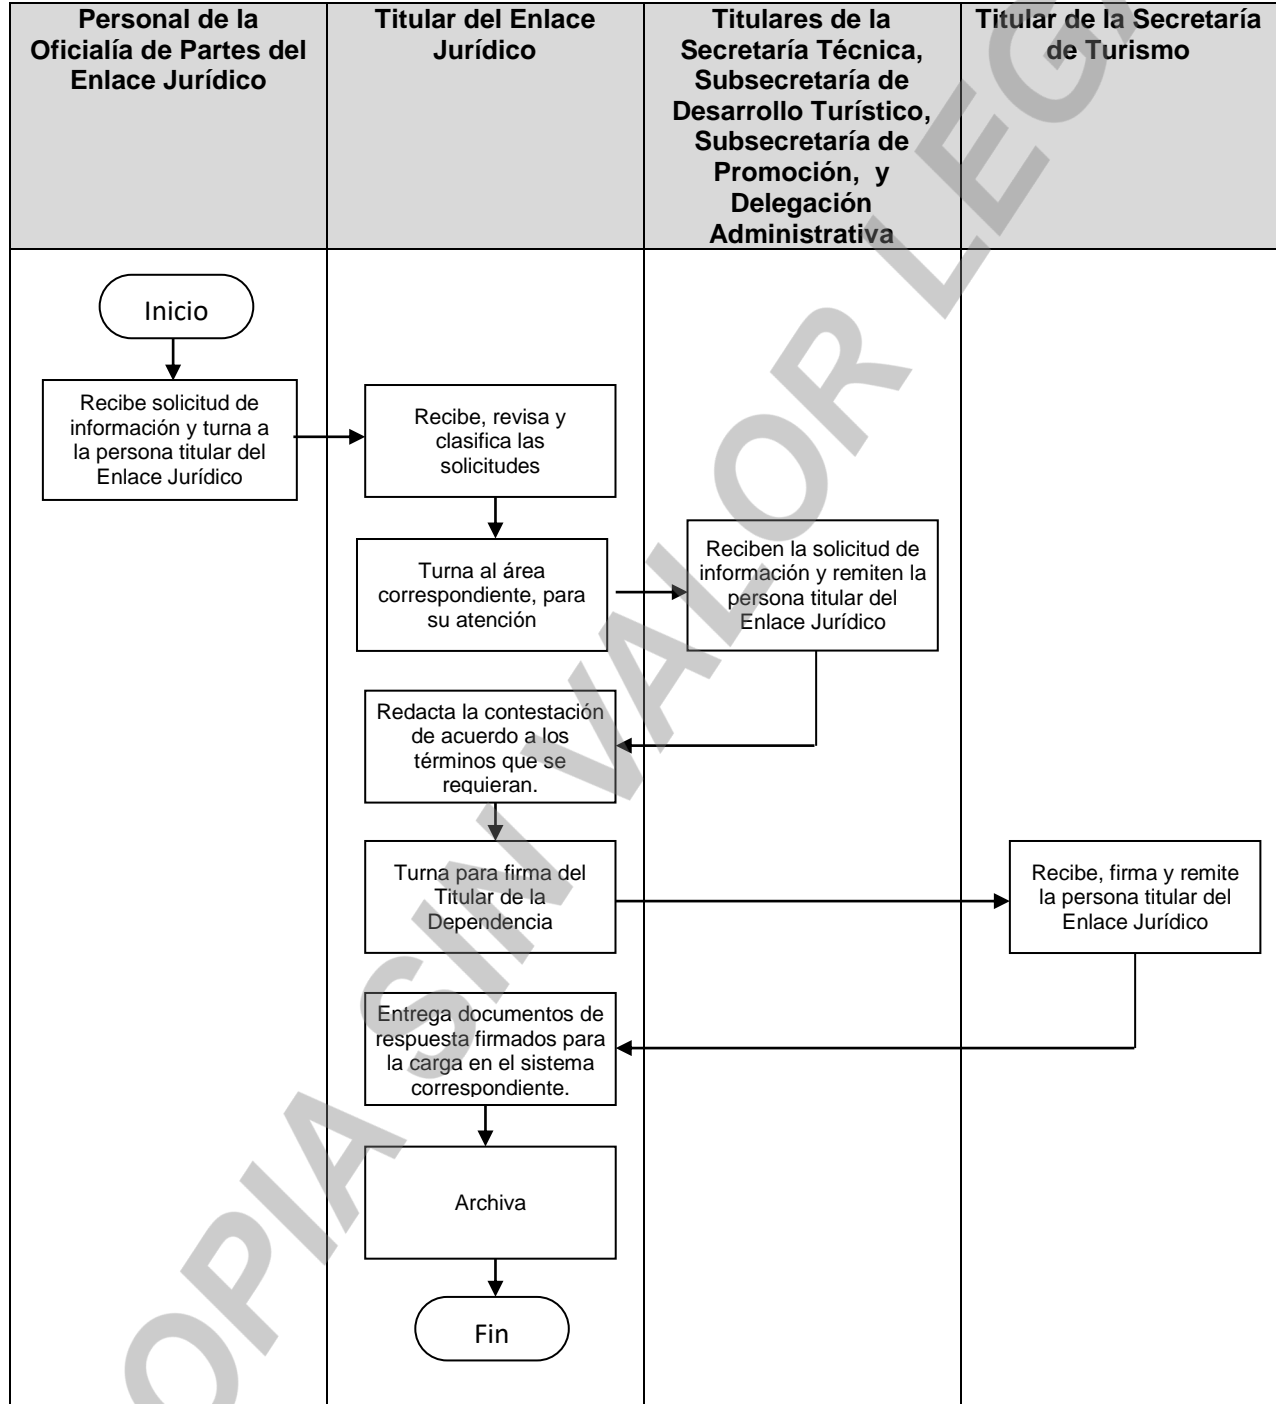 Personal de la
Oficialía de Partes del
Enlace Jurídico
Titular del Enlace
Jurídico
Titulares de la
Secretaría Técnica,
Subsecretaría de
Desarrollo Turístico,
Subsecretaría de
Promoción, y
Delegación
Administrativa
Titular de la Secretaría
de Turismo
Inicio
Recibe solicitud de
información y turna a
la persona titular del
Enlace Jurídico
Recibe, revisa y
clasifica las
solicitudes
Turna al área
correspondiente, para
su atención
Reciben la solicitud de
información y remiten la
persona titular del
Enlace Jurídico
Redacta la contestación
de acuerdo a los
términos que se
requieran.
Turna para firma del
Titular de la
Dependencia
Recibe, firma y remite
la persona titular del
Enlace Jurídico
Entrega documentos de
respuesta firmados para
la carga en el sistema
correspondiente.
Archiva
Fin
OPIA SIN VALOR LEG